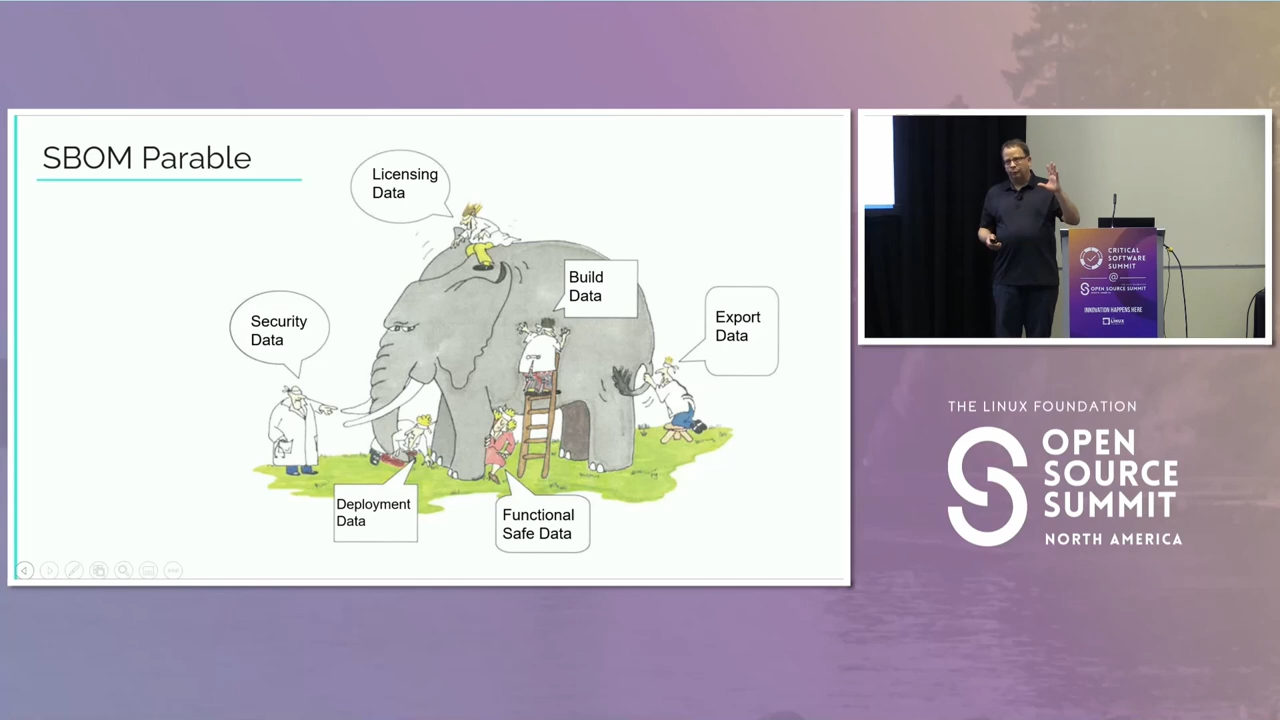 SBOM Parable
Licensing
Data
Build
Data
Export
Data
Security
Data
Deployment
Data
Functional
Safe Data
CRITICAL
SOFTWARE
SUMMIT
@
OPEN SOURCE SUMMIT
INNOVATION HAPPENS HERE
LINUX
THE LINUX FOUNDATION
OPEN
SOURCE
SUMMIT
NORTH AMERICA